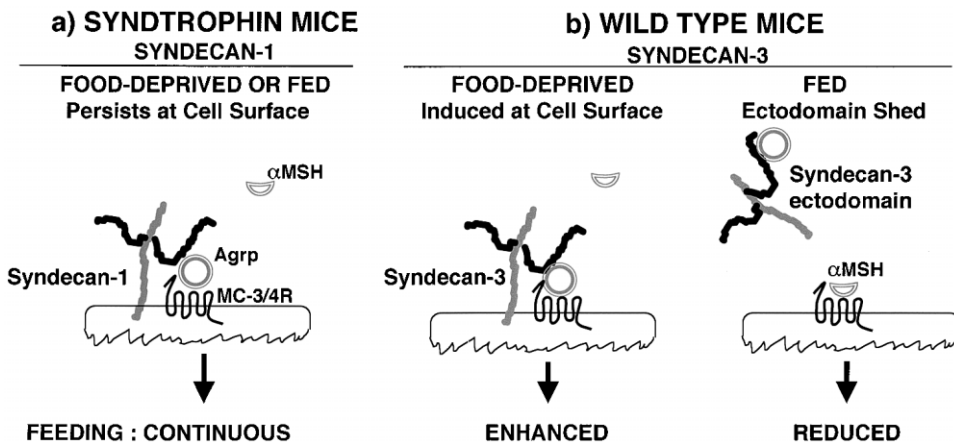 a) SYNDTROPHIN MICE
SYNDECAN-1
FOOD-DEPRIVED OR FED
Persists at Cell Surface
αMSH
Agrp
Syndecan-1
MC-3/4R
FEEDING : CONTINUOUS
b) WILD TYPE MICE
SYNDECAN-3
FOOD-DEPRIVED
Induced at Cell Surface
Syndecan-3
ENHANCED
FED
Ectodomain Shed
Syndecan-3
ectodomain
αMSH
REDUCED